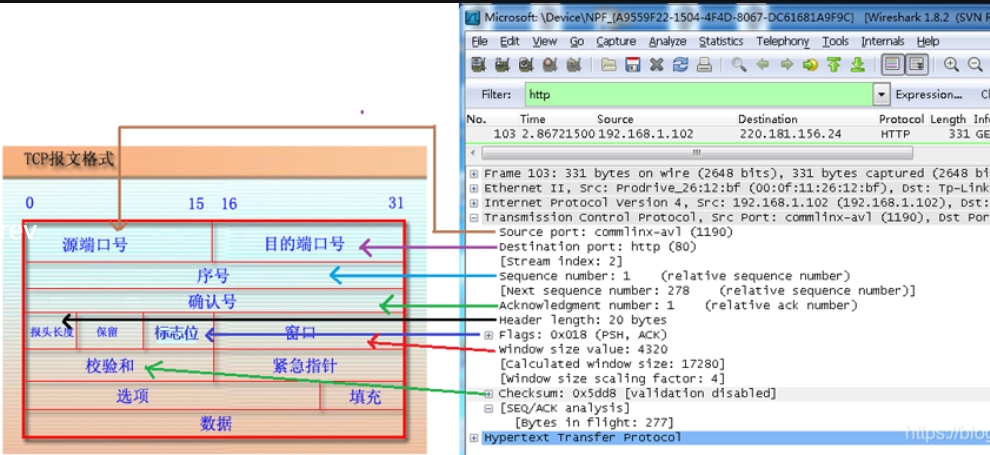 Microsoft: \Device\NPF_{A9559F22-1504-4F4D-8067-DC61681A9F9C} [Wireshark 1.8.2 (SVN R
File Edit View Go Capture Analyze Statistics Telephony Tools Internals Help
Filter: http Expression... Cl
No. Time Source Destination Protocol Length Inf
103 2.86721500 192.168.1.102 220.181.156.24 HTTP 331 GE
Frame 103: 331 bytes on wire (2648 bits), 331 bytes captured (2648 bi
Ethernet II, Src: Prodrive_26:12:bf (00:0f:11:26:12:bf), Dst: Tp-Link
Internet Protocol Version 4, Src: 192.168.1.102 (192.168.1.102), Dst:
Transmission Control Protocol, Src Port: commlinx-avl (1190), Dst Por
Source port: commlinx-avl (1190)
Destination port: http (80)
[Stream index: 2]
Sequence number: 1 (relative sequence number)
[Next sequence number: 278 (relative sequence number)]
Acknowledgment number: 1 (relative ack number)
Header length: 20 bytes
Flags: 0x018 (PSH, ACK)
Window size value: 4320
[Calculated window size: 17280]
[Window size scaling factor: 4]
Checksum: 0x5dd8 [validation disabled]
[SEQ/ACK analysis]
[Bytes in flight: 277]
Hypertext Transfer Protocol
TCP报文格式
0 15 16 31
源端口号 目的端口号
序号
确认号
报头长度 保留 标志位 窗口
校验和 紧急指针
选项 填充
数据
rev
https://blog